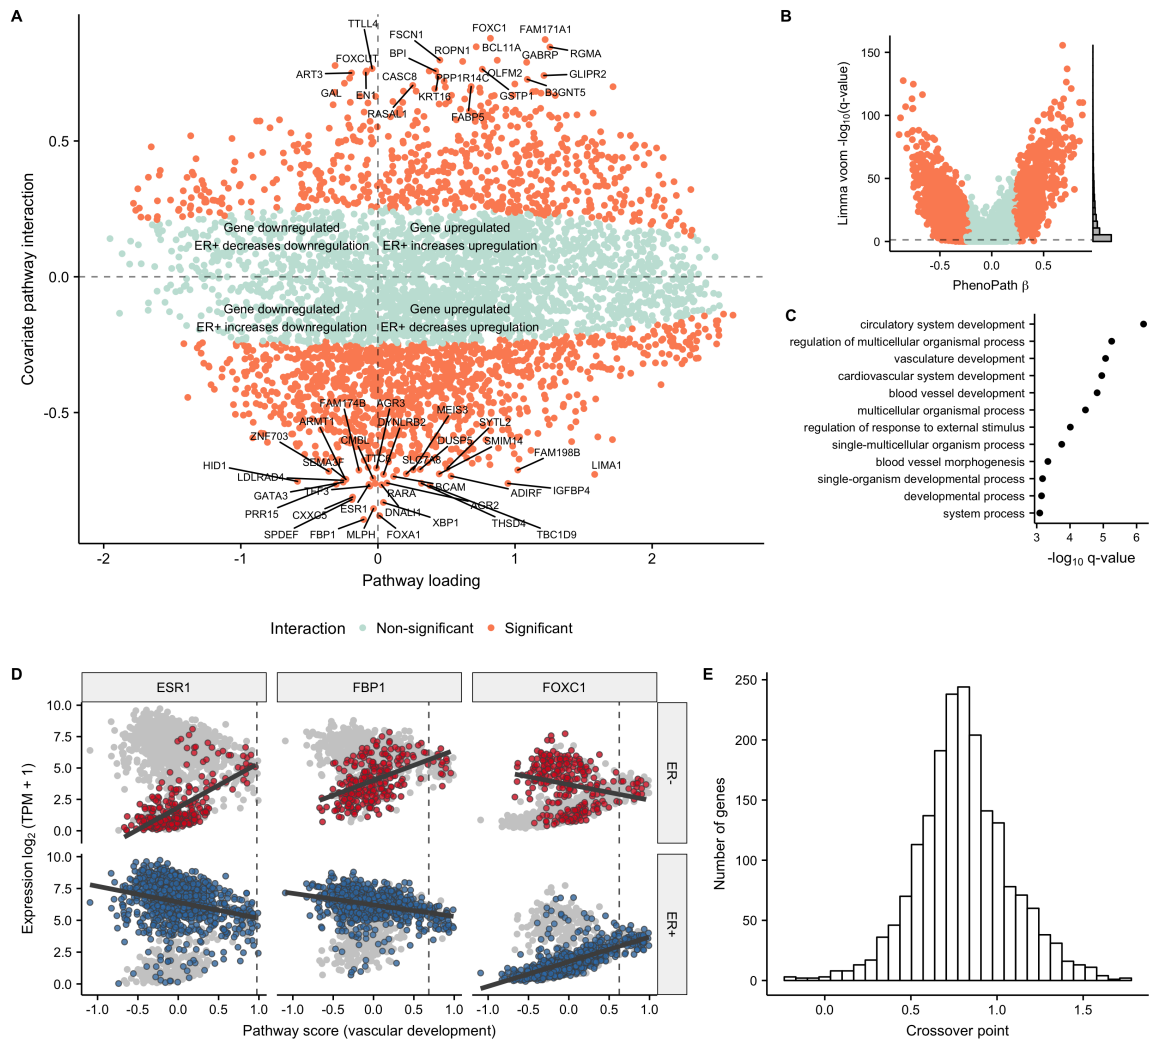 A
TTLL4
FOXC1
FAM171A1
FSCN1
ROPN1
BCL11A
BPI
GABRP
RGMA
FOXCUT
ART3
CASC8
PPP1R14C
OLFM2
GLIPR2
GAL
EN1
KRT16
GSTP1
B3GNT5
RASAL1
FABP5
0.5
0.0
-0.5
Covariate pathway interaction
Gene downregulated
ER+ decreases downregulation
Gene upregulated
ER+ increases upregulation
Gene downregulated
ER+ increases downregulation
Gene upregulated
ER+ decreases upregulation
FAM174B
AGR3
MEIS3
ARMT1
DYNLRB2
SYTL2
ZNF703
CMBL
DUSP5
SMIM14
FAM198B
HID1
SEMA3F
TTC6
SLC7A8
LIMA1
LDLRAD4
GATA3
TFF3
RARA
ADIRF
IGFBP4
PRR15
CXXC5
ESR1
DNALI1
AGR2
XBP1
THSD4
SPDEF
FBP1
MLPH
FOXA1
TBC1D9
-2
-1
0
1
2
Pathway loading
Interaction
Non-significant
Significant
B
150
100
50
0
Limma voom -log10(q-value)
-0.5
0.0
0.5
PhenoPath β
C
circulatory system development
regulation of multicellular organismal process
vasculature development
cardiovascular system development
blood vessel development
multicellular organismal process
regulation of response to external stimulus
single-multicellular organism process
blood vessel morphogenesis
single-organism developmental process
developmental process
system process
3
4
5
6
-log10 q-value
D
ESR1
FBP1
FOXC1
10.0
7.5
5.0
2.5
0.0
ER-
10.0
7.5
5.0
2.5
0.0
ER+
Expression log2 (TPM + 1)
-1.0 -0.5 0.0 0.5 1.0
-1.0 -0.5 0.0 0.5 1.0
-1.0 -0.5 0.0 0.5 1.0
Pathway score (vascular development)
E
250
200
150
100
50
0
Number of genes
0.0
0.5
1.0
1.5
Crossover point